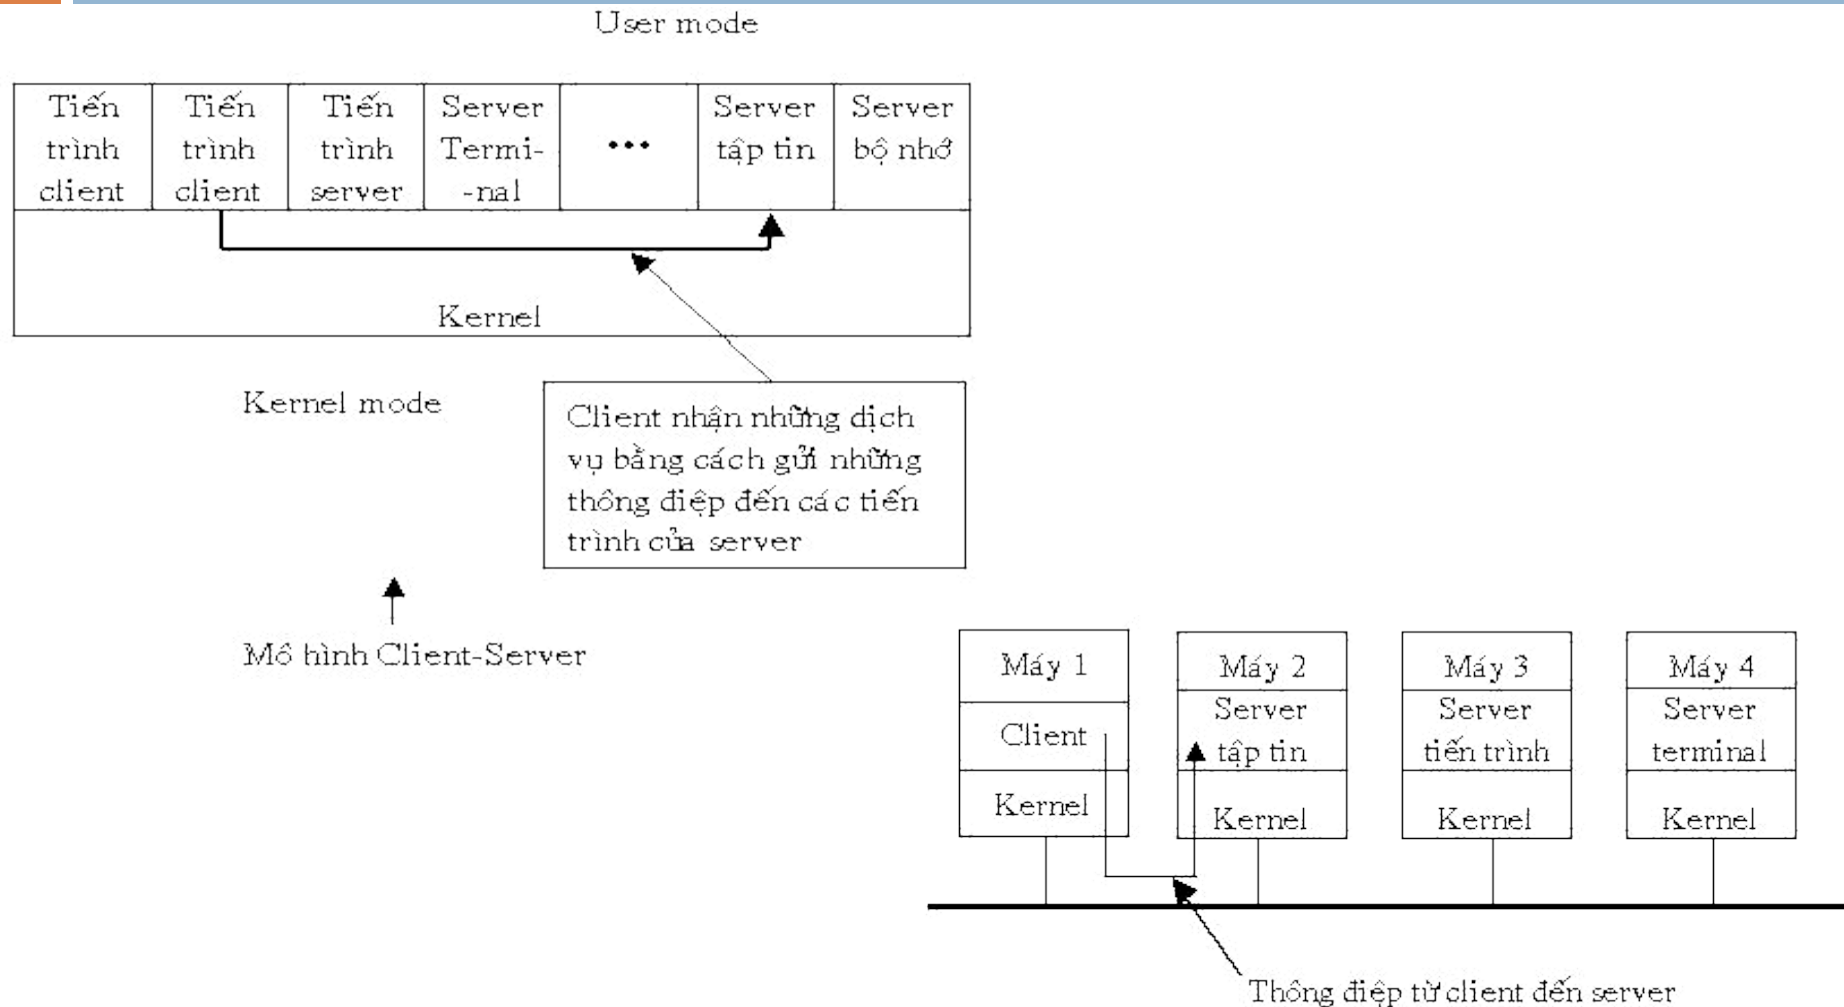 User mode
Tiến
trình
client
Tiến
trình
client
Tiến
trình
server
Server
Termi-
-nal
•••
Server
tập tin
Server
bộ nhớ
Kernel
Kernel mode
Client nhận những dịch
vụ bằng cách gửi những
thông điệp đến các tiến
trình của server
Mô hình Client-Server
Máy 1
Client
Kernel
Máy 2
Server
tập tin
Kernel
Máy 3
Server
tiến trình
Kernel
Máy 4
Server
terminal
Kernel
Thông điệp từ client đến server